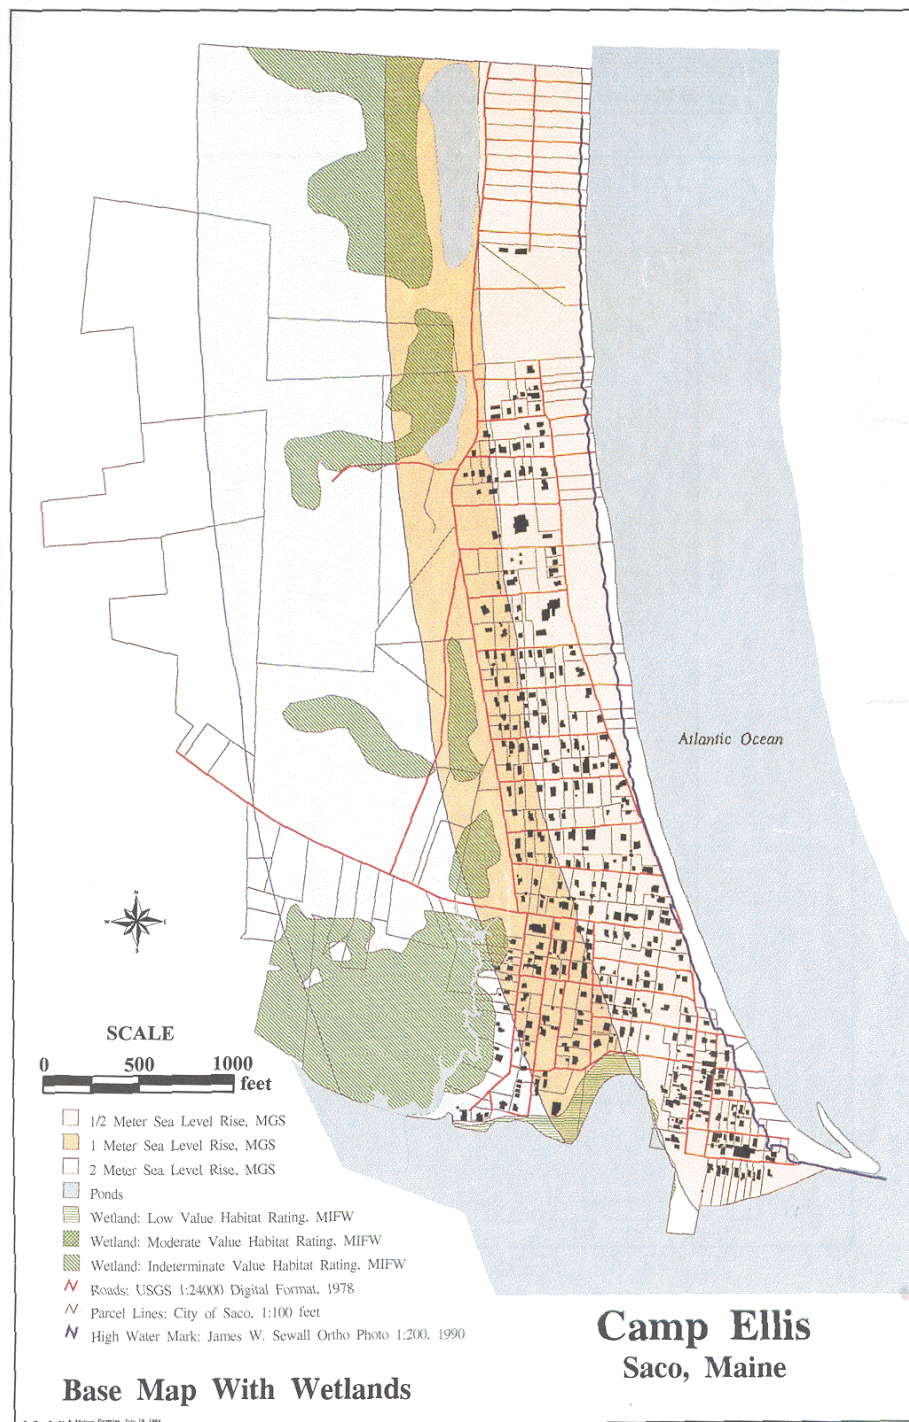 Atlantic Ocean
N
W
E
S
SCALE
0 500 1000
feet
1/2 Meter Sea Level Rise, MGS
1 Meter Sea Level Rise, MGS
2 Meter Sea Level Rise, MGS
Ponds
Wetland: Low Value Habitat Rating, MIFW
Wetland: Moderate Value Habitat Rating, MIFW
Wetland: Indeterminate Value Habitat Rating, MIFW
Roads: USGS 1:24000 Digital Format, 1978
Parcel Lines: City of Saco, 1:100 feet
High Water Mark: James W. Sewall Ortho Photo 1:200, 1990
Camp Ellis
Saco, Maine
Base Map With Wetlands